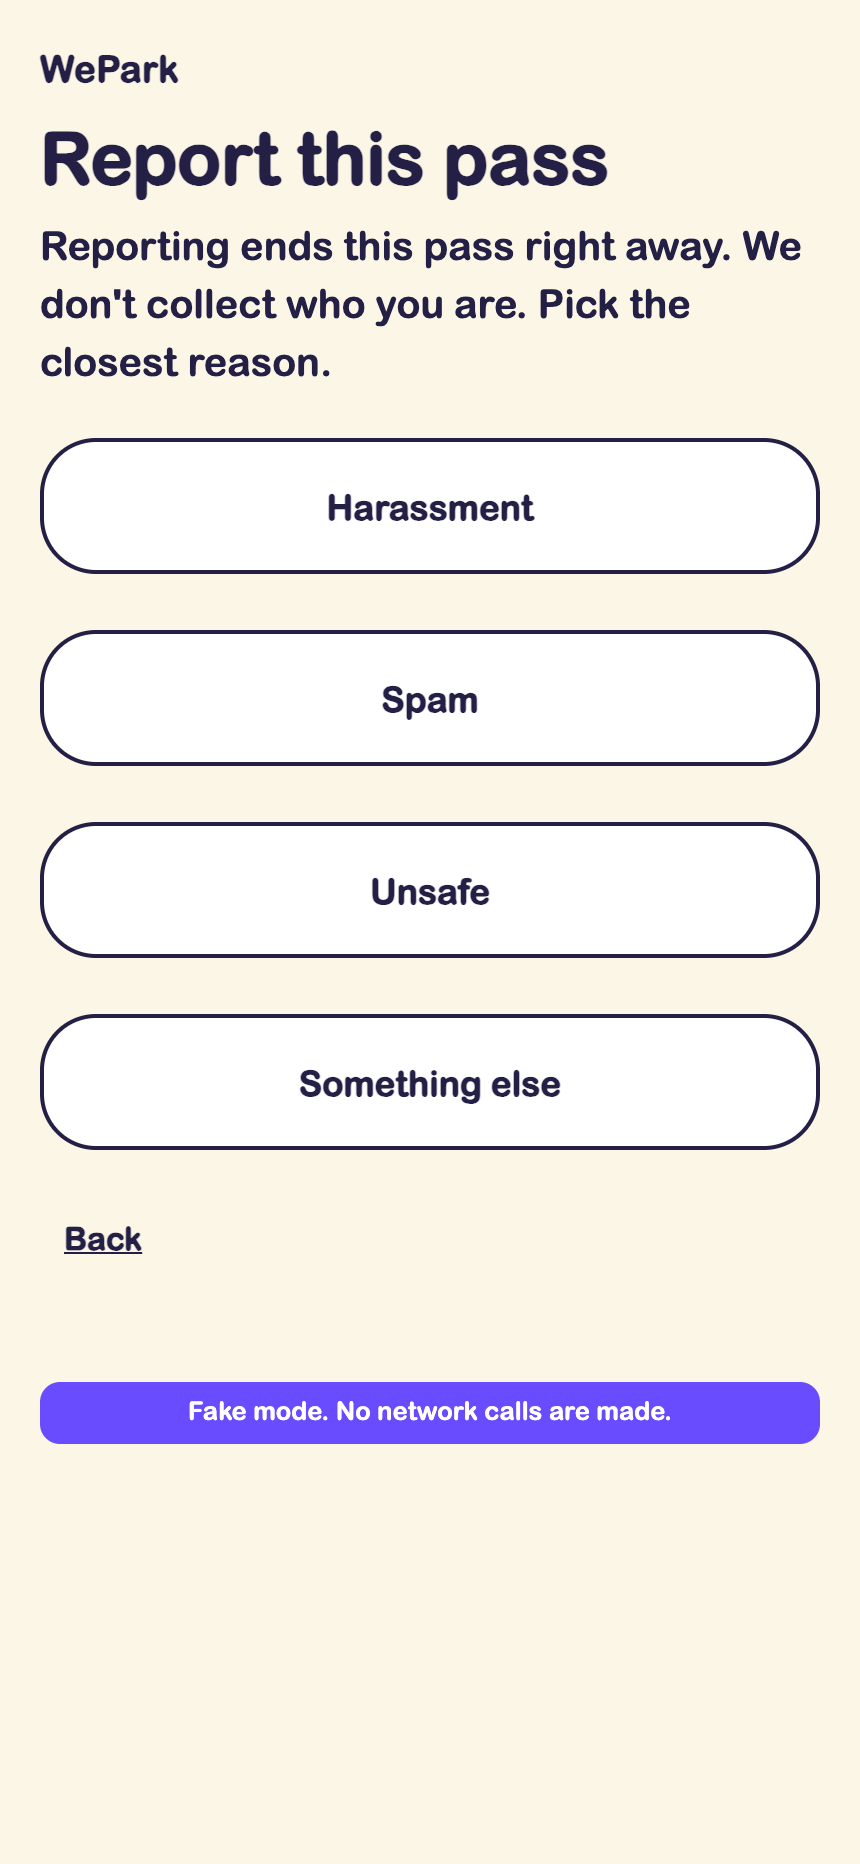 WePark
Report this pass
Reporting ends this pass right away. We
don't collect who you are. Pick the
closest reason.
Harassment
Spam
Unsafe
Something else
Back
Fake mode. No network calls are made.